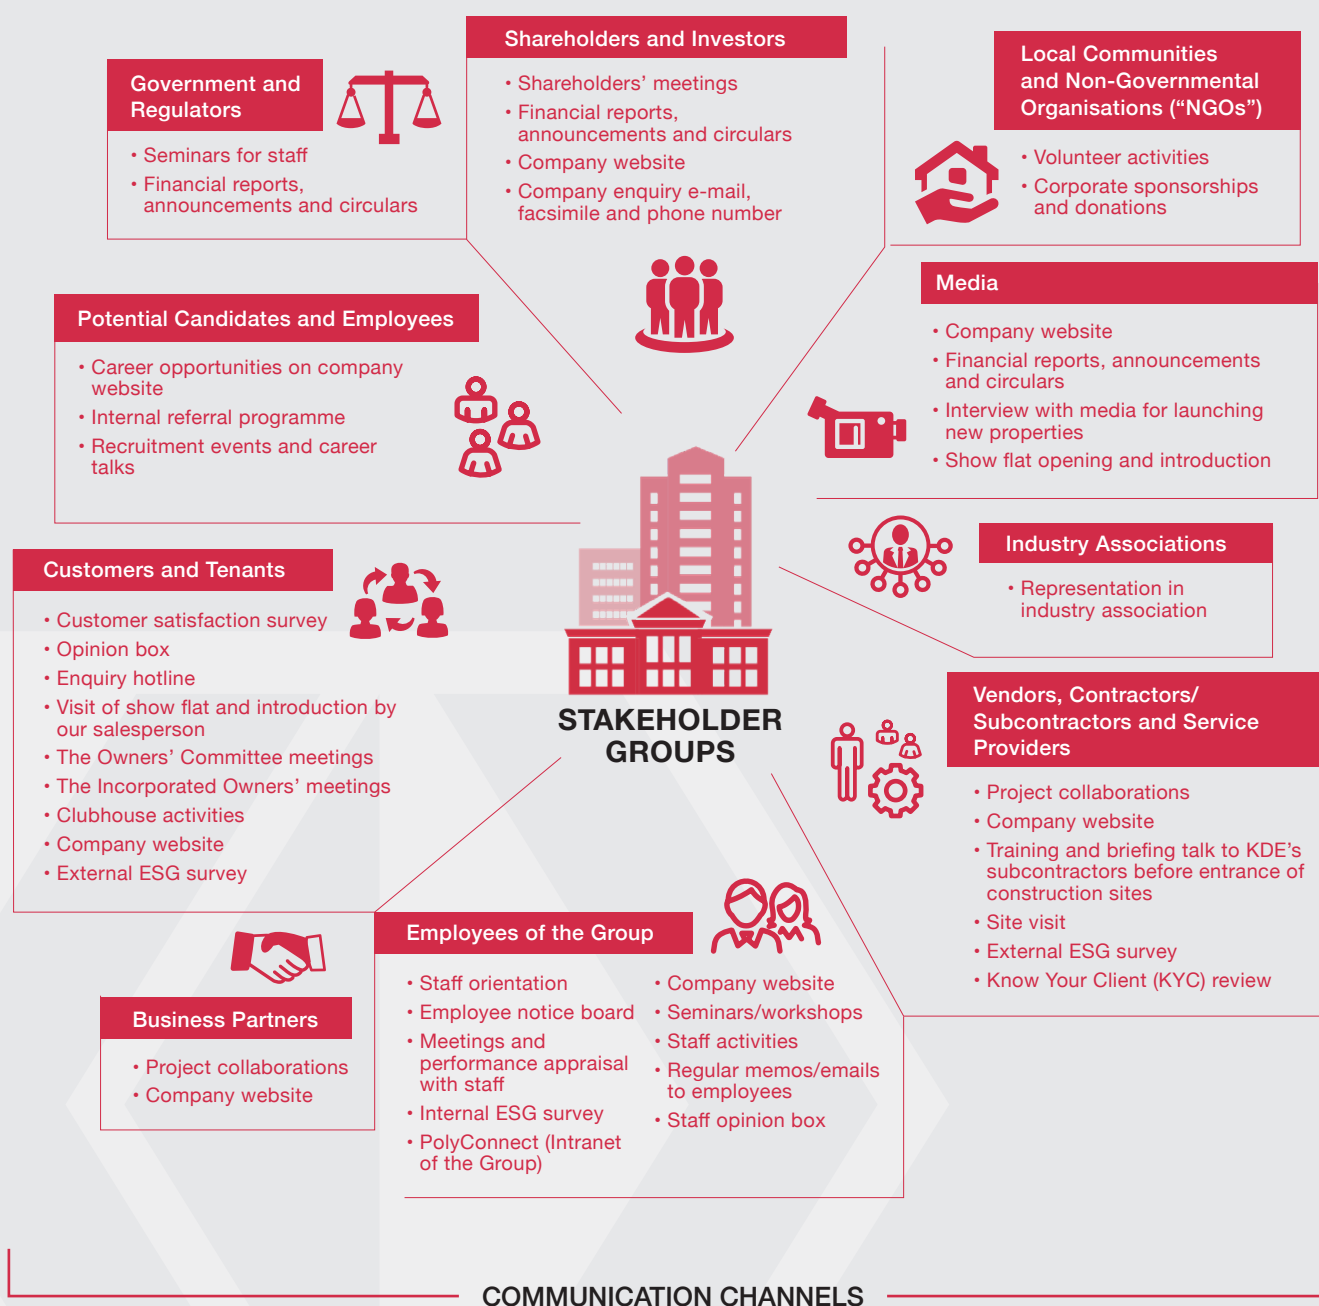 Shareholders and Investors
• Shareholders’ meetings
• Financial reports,
announcements and circulars
• Company website
• Company enquiry e-mail,
facsimile and phone number
Government and
Regulators
• Seminars for staff
• Financial reports,
announcements and circulars
Local Communities
and Non-Governmental
Organisations (“NGOs”)
• Volunteer activities
• Corporate sponsorships
and donations
Potential Candidates and Employees
• Career opportunities on company
website
• Internal referral programme
• Recruitment events and career
talks
Media
• Company website
• Financial reports, announcements
and circulars
• Interview with media for launching
new properties
• Show flat opening and introduction
Customers and Tenants
• Customer satisfaction survey
• Opinion box
• Enquiry hotline
• Visit of show flat and introduction by
our salesperson
• The Owners’ Committee meetings
• The Incorporated Owners’ meetings
• Clubhouse activities
• Company website
• External ESG survey
Industry Associations
• Representation in
industry association
STAKEHOLDER
GROUPS
Vendors, Contractors/
Subcontractors and Service
Providers
• Project collaborations
• Company website
• Training and briefing talk to KDE’s
subcontractors before entrance of
construction sites
• Site visit
• External ESG survey
• Know Your Client (KYC) review
Business Partners
• Project collaborations
• Company website
Employees of the Group
• Staff orientation
• Employee notice board
• Meetings and
performance appraisal
with staff
• Internal ESG survey
• PolyConnect (Intranet
of the Group)
• Company website
• Seminars/workshops
• Staff activities
• Regular memos/emails
to employees
• Staff opinion box
COMMUNICATION CHANNELS